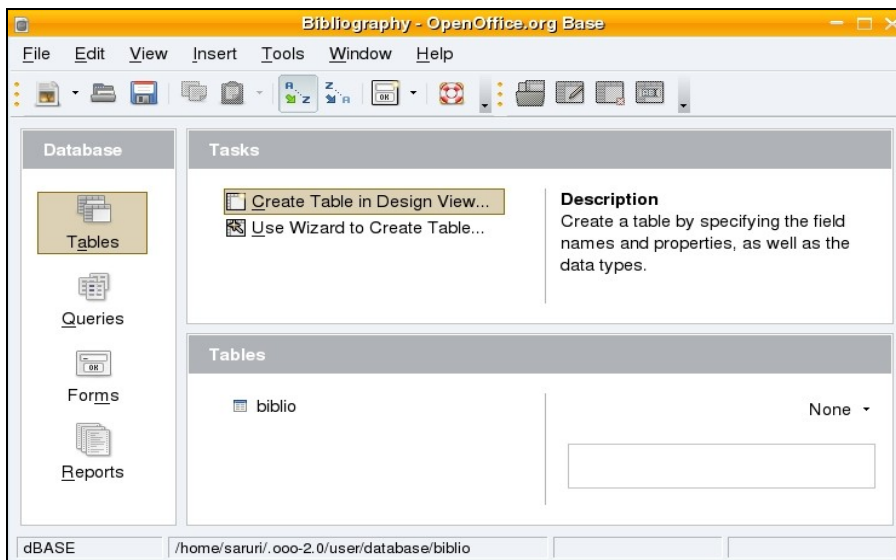 Bibliography - OpenOffice.org Base
File Edit View Insert Tools Window Help
Database
Tables
Queries
Forms
Reports
Tasks
Create Table in Design View...
Use Wizard to Create Table...
Description
Create a table by specifying the field
names and properties, as well as the
data types.
Tables
biblio
None
dBASE
/home/saruri/.ooo-2.0/user/database/biblio